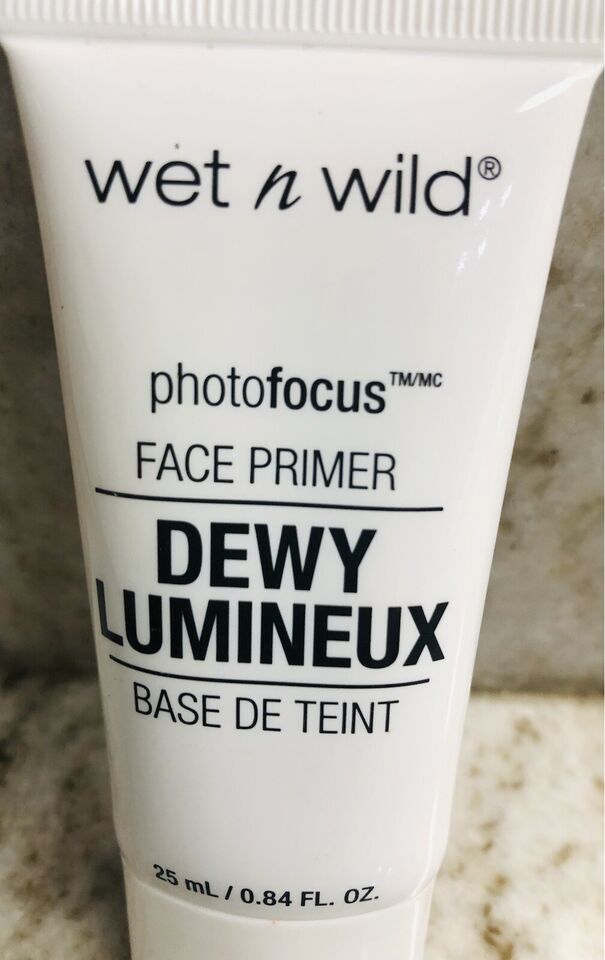 wet n wild®
photofocus™/MC
FACE PRIMER
DEWY
LUMINEUX
BASE DE TEINT
25 mL / 0.84 FL. OZ.